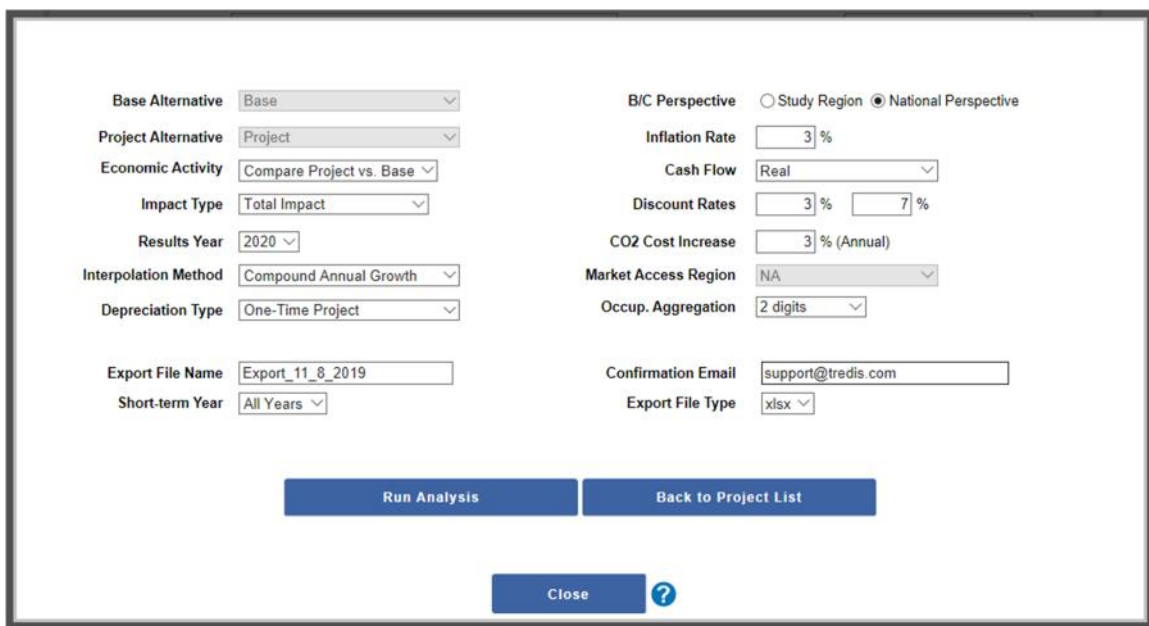 Base Alternative Base B/C Perspective Study Region National Perspective
Project Alternative Project Inflation Rate 3 %
Economic Activity Compare Project vs. Base Cash Flow Real
Impact Type Total Impact Discount Rates 3 % 7 %
Results Year 2020 CO2 Cost Increase 3 % (Annual)
Interpolation Method Compound Annual Growth Market Access Region NA
Depreciation Type One-Time Project Occup. Aggregation 2 digits
Export File Name Export_11_8_2019 Confirmation Email support@tredis.com
Short-term Year All Years Export File Type xlsx
Run Analysis Back to Project List
Close ?